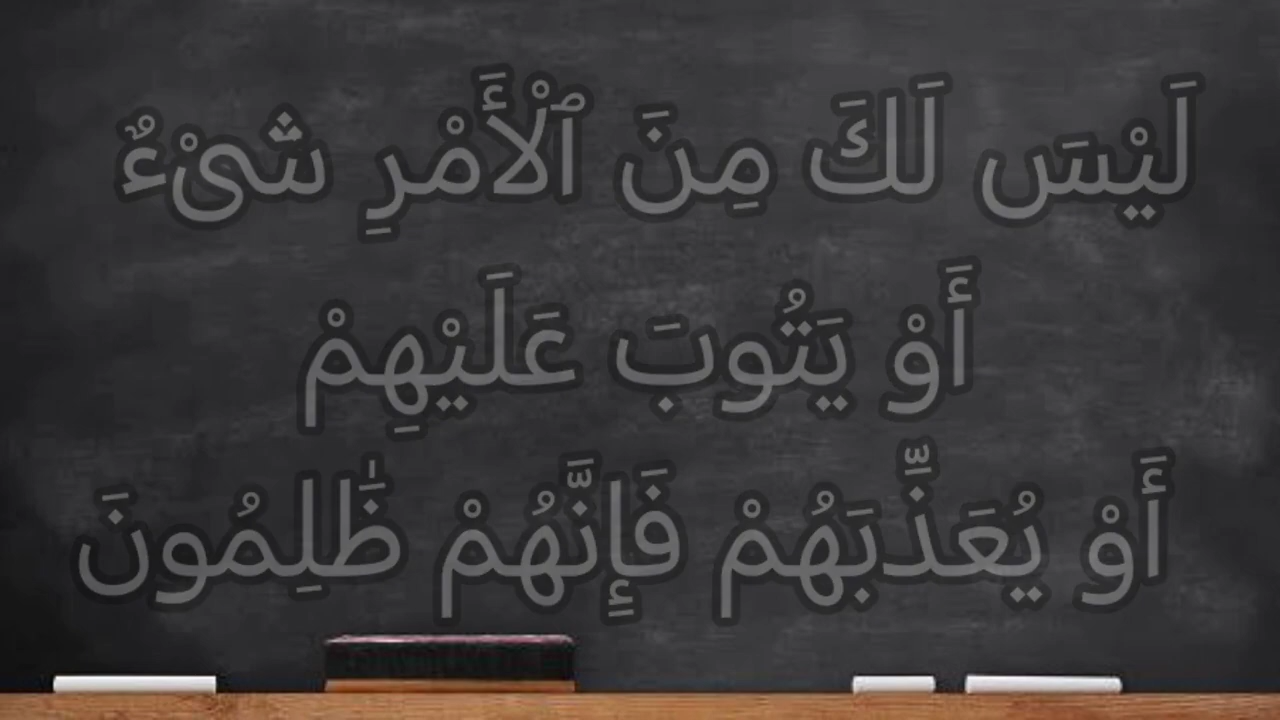 لَيْسَ لَكَ مِنَ ٱلْأَمْرِ شَىْءٌ
أَوْ يَتُوبَ عَلَيْهِمْ
أَوْ يُعَذِّبَهُمْ فَإِنَّهُمْ ظَٰلِمُونَ